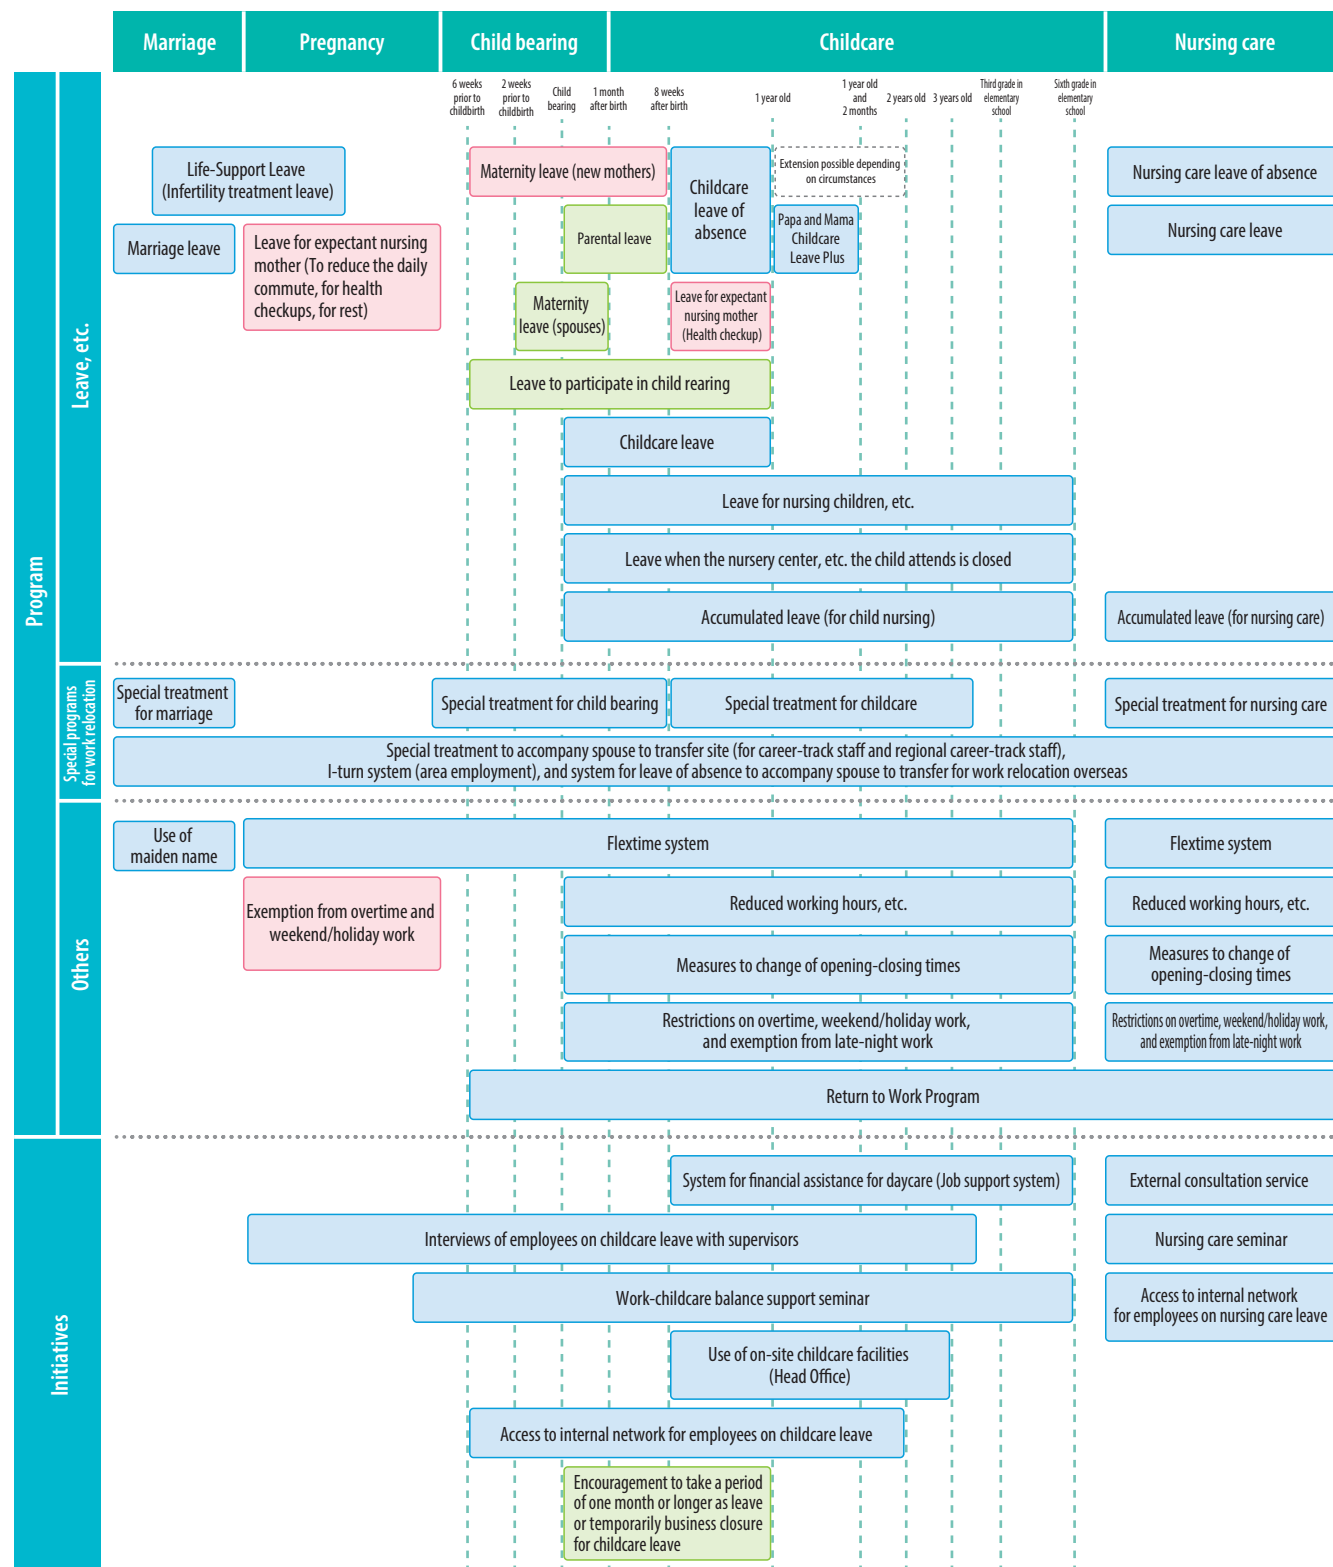 Marriage
Pregnancy
Child bearing
Childcare
Nursing care
6 weeks
prior to
childbirth
2 weeks
prior to
childbirth
Child
bearing
1 month
after birth
8 weeks
after birth
1 year old
1 year old
and
2 months
2 years old
3 years old
Third grade in
elementary
school
Sixth grade in
elementary
school
Program
Leave, etc.
Life-Support Leave
(Infertility treatment leave)
Maternity leave (new mothers)
Childcare
leave of
absence
Extension possible depending
on circumstances
Nursing care leave of absence
Marriage leave
Leave for expectant nursing
mother (To reduce the daily
commute, for health
checkups, for rest)
Parental leave
Papa and Mama
Childcare
Leave Plus
Nursing care leave
Maternity
leave (spouses)
Leave for expectant
nursing mother
(Health checkup)
Leave to participate in child rearing
Childcare leave
Leave for nursing children, etc.
Leave when the nursery center, etc. the child attends is closed
Accumulated leave (for child nursing)
Accumulated leave (for nursing care)
Special programs
for work relocation
Special treatment
for marriage
Special treatment for child bearing
Special treatment for childcare
Special treatment for nursing care
Special treatment to accompany spouse to transfer site (for career-track staff and regional career-track staff),
I-turn system (area employment), and system for leave of absence to accompany spouse to transfer for work relocation overseas
Others
Use of
maiden name
Flextime system
Flextime system
Exemption from overtime and
weekend/holiday work
Reduced working hours, etc.
Reduced working hours, etc.
Measures to change of opening-closing times
Measures to change of
opening-closing times
Restrictions on overtime, weekend/holiday work,
and exemption from late-night work
Restrictions on overtime, weekend/holiday work,
and exemption from late-night work
Return to Work Program
Initiatives
System for financial assistance for daycare (Job support system)
External consultation service
Interviews of employees on childcare leave with supervisors
Nursing care seminar
Work-childcare balance support seminar
Access to internal network
for employees on nursing care leave
Use of on-site childcare facilities
(Head Office)
Access to internal network for employees on childcare leave
Encouragement to take a period
of one month or longer as leave
or temporarily business closure
for childcare leave